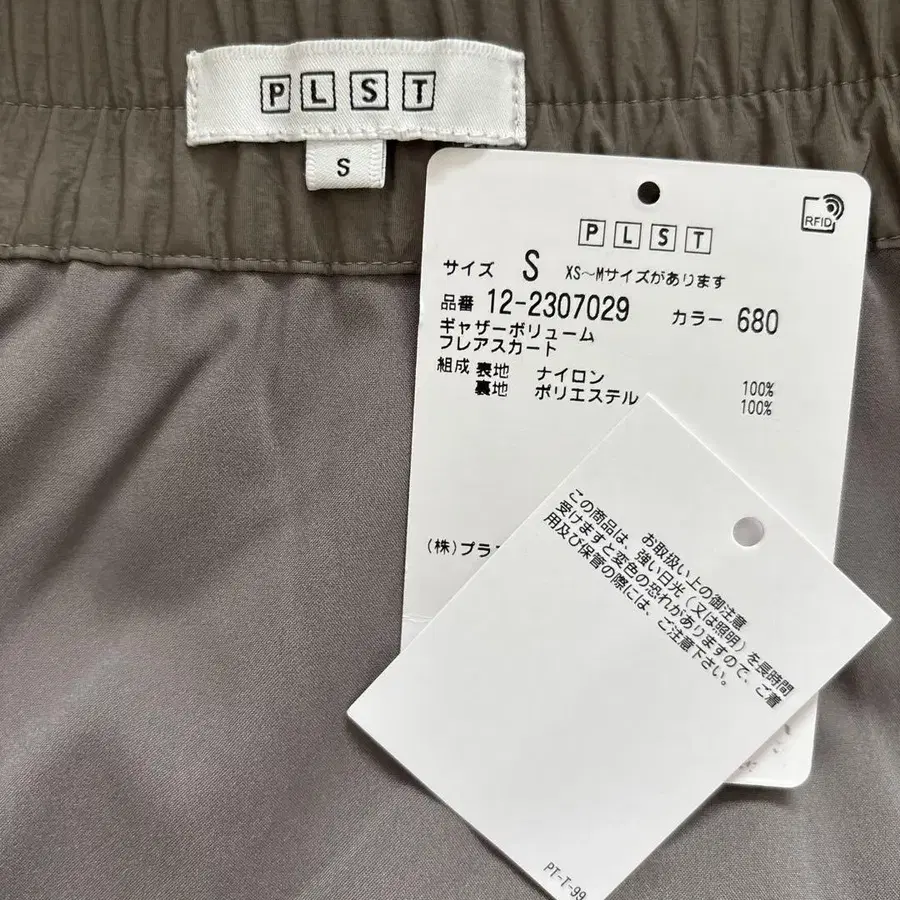 PLST
S
RFID
PLST
サイズ S XS~Mサイズがあります
品番 12-2307029 カラー 680
ギャザーボリューム
フレアスカート
組成 表地 ナイロン 100%
裏地 ポリエステル 100%
(株)プラ
お取扱い上の御注意
この商品は、強い日光(又は照明)を長時間
受けますと変色の恐れがありますので、ご着
用及び保管の際には、ご注意下さい。
PT-T-99